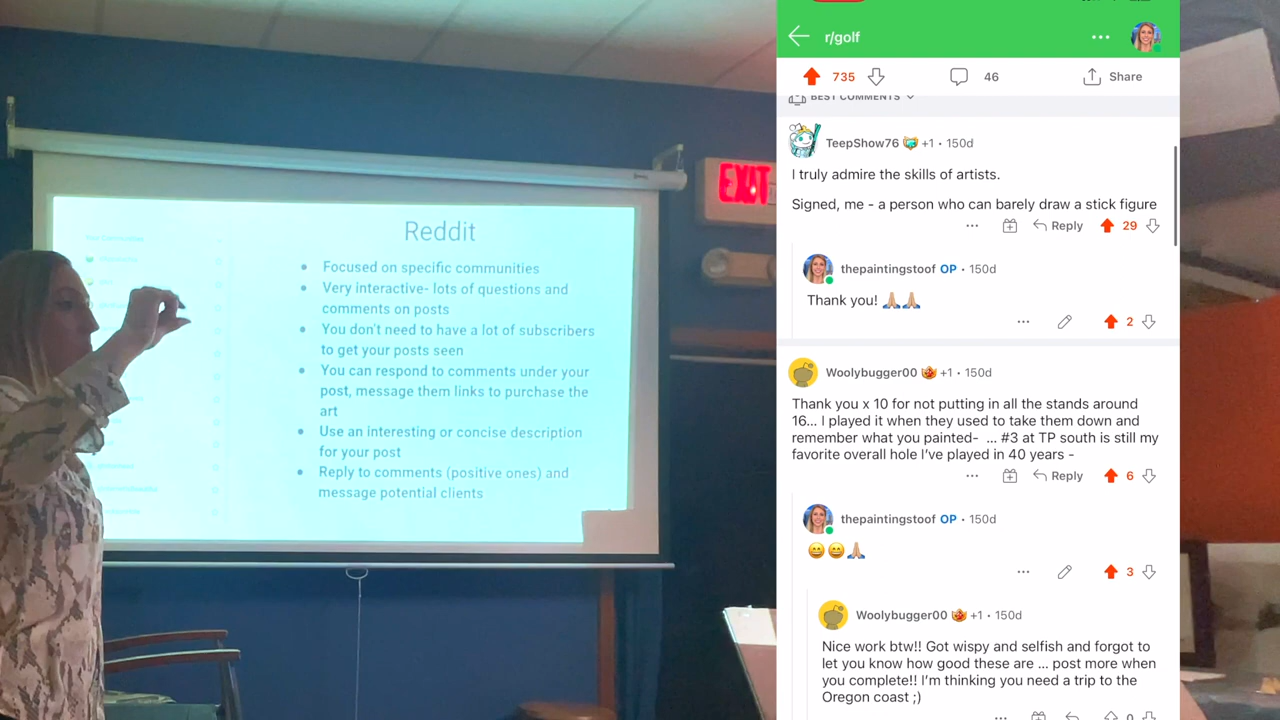 Reddit
Focused on specific communities
Very interactive- lots of questions and
comments on posts
You don't need to have a lot of subscribers
to get your posts seen
You can respond to comments under your
post, message them links to purchase the
art
Use an interesting or concise description
for your post
Reply to comments (positive ones) and
message potential clients
EXIT
r/golf
735 46 Share
BEST COMMENTS
TeepShow76 +1 • 150d
I truly admire the skills of artists.
Signed, me - a person who can barely draw a stick figure
Reply 29
thepaintingstoof OP • 150d
Thank you! 🙏🏼🙏🏼
2
Woolybugger00 +1 • 150d
Thank you x 10 for not putting in all the stands around
16... I played it when they used to take them down and
remember what you painted- ... #3 at TP south is still my
favorite overall hole I've played in 40 years -
Reply 6
thepaintingstoof OP • 150d
😄😄🙏🏼
3
Woolybugger00 +1 • 150d
Nice work btw!! Got wispy and selfish and forgot to
let you know how good these are ... post more when
you complete!! I'm thinking you need a trip to the
Oregon coast ;)